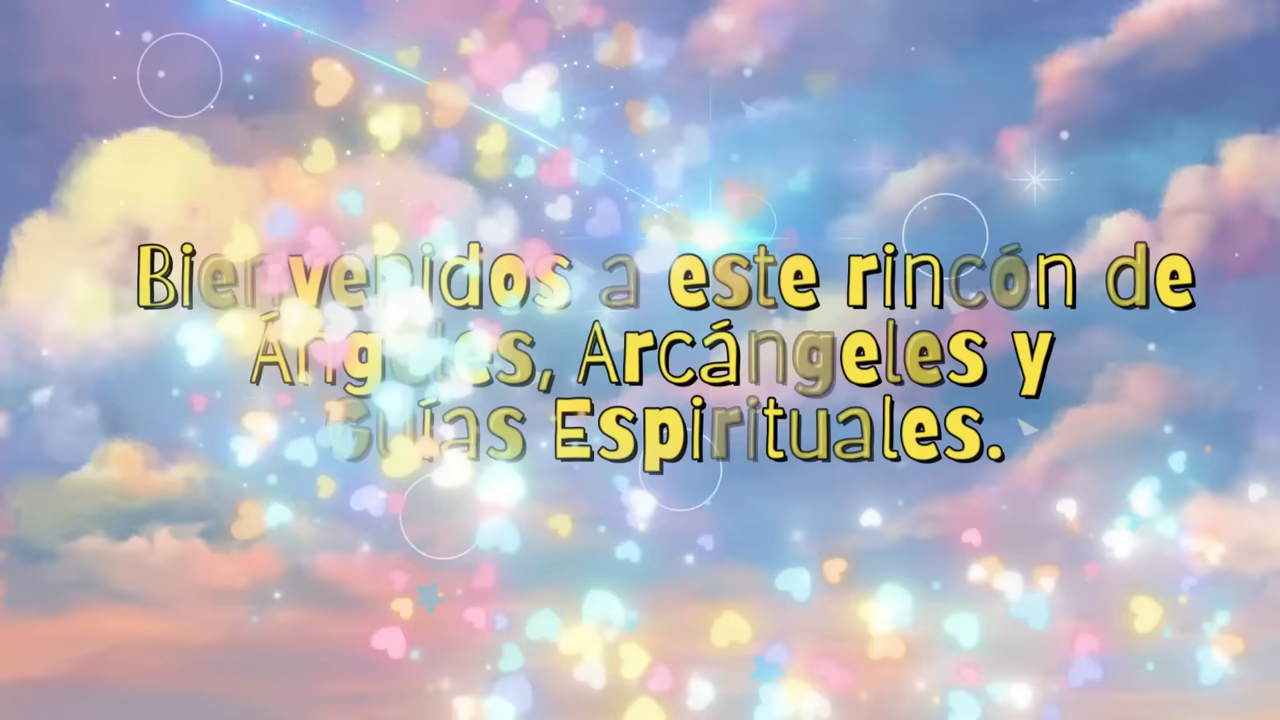 Bienvenidos a este rincón de
Ángeles, Arcángeles y
Guías Espirituales.